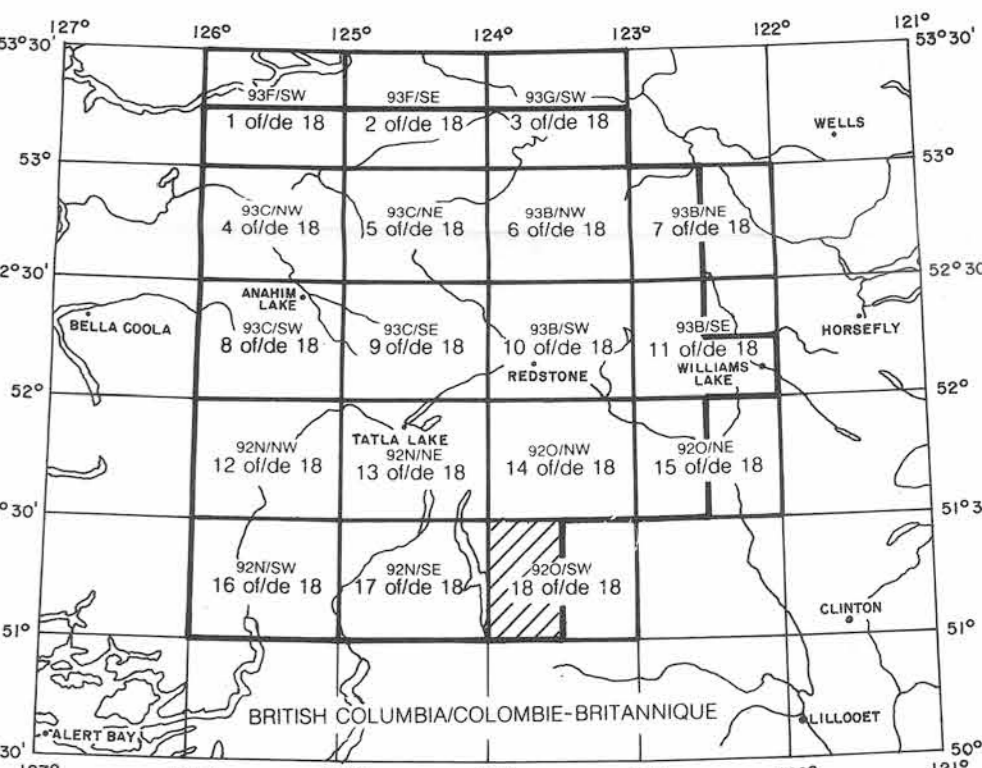 127° 126° 125° 124° 123° 122° 121°
53°30' 53°30'
93F/SW 93F/SE 93G/SW
1 of/de 18 2 of/de 18 3 of/de 18
WELLS
53° 53°
93C/NW 93C/NE 93B/NW 93B/NE
4 of/de 18 5 of/de 18 6 of/de 18 7 of/de 18
2°30' 52°30
ANAHIM
LAKE
BELLA COOLA
93C/SW 93C/SE 93B/SW 93B/SE
8 of/de 18 9 of/de 18 10 of/de 18 11 of/de 18
HORSEFLY
REDSTONE
WILLIAMS
LAKE
52° 52°
TATLA LAKE
92N/NW 92N/NE 92O/NW 92O/NE
12 of/de 18 13 of/de 18 14 of/de 18 15 of/de 18
°30' 51°3
92N/SW 92N/SE 92O/SW
16 of/de 18 17 of/de 18 18 of/de 18
CLINTON
51° 51°
BRITISH COLUMBIA/COLOMBIE-BRITANNIQUE
LILLOOET
ALERT BAY
30' 50°